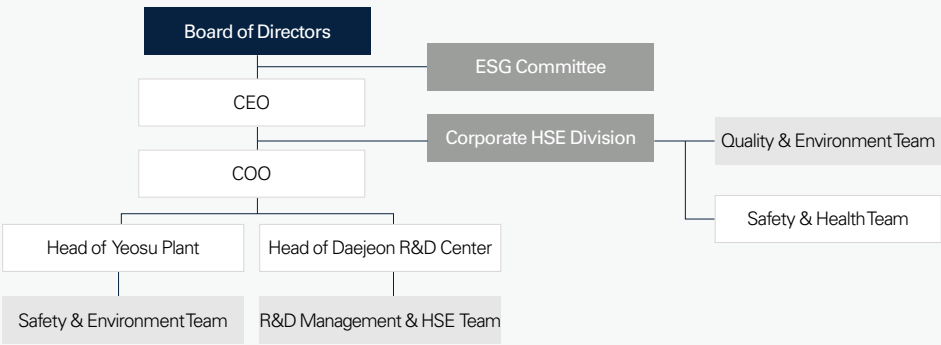 Board of Directors
ESG Committee
CEO
Corporate HSE Division
Quality & Environment Team
COO
Safety & Health Team
Head of Yeosu Plant
Head of Daejeon R&D Center
Safety & Environment Team
R&D Management & HSE Team